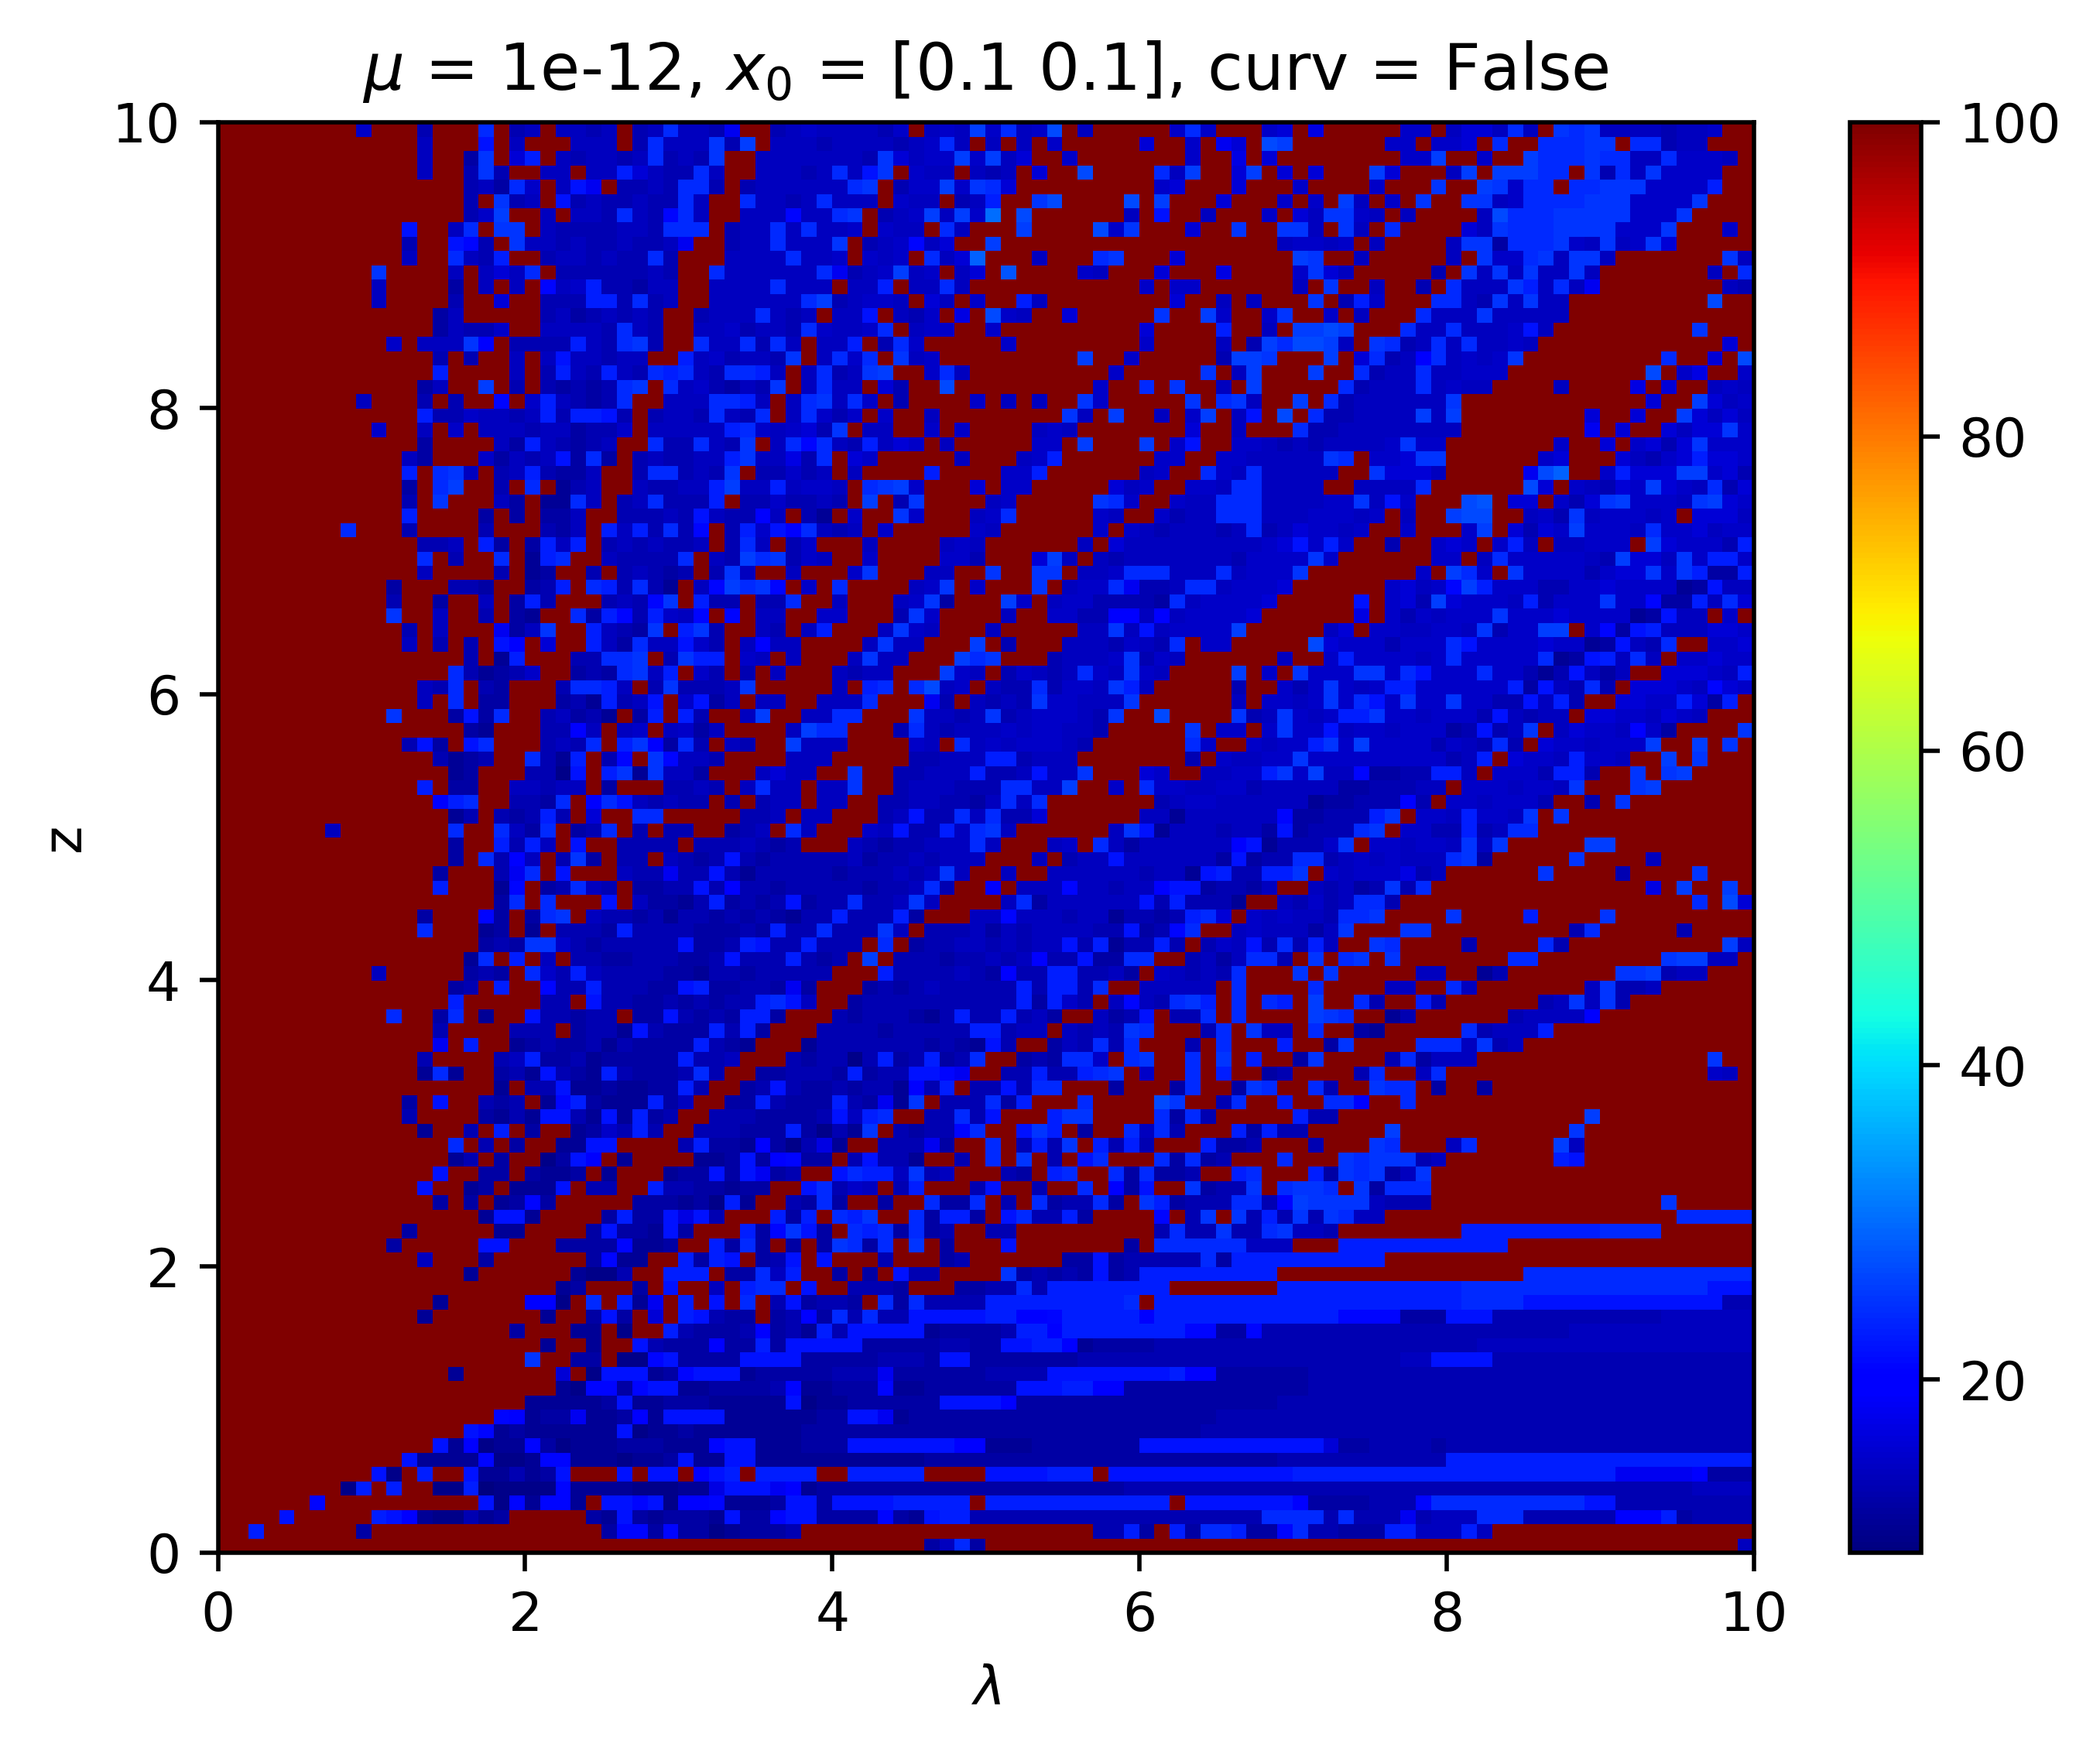 μ = 1e-12, x₀ = [0.1 0.1], curv = False
10
8
6
4
2
0
z
0 2 4 6 8 10
λ
100
80
60
40
20